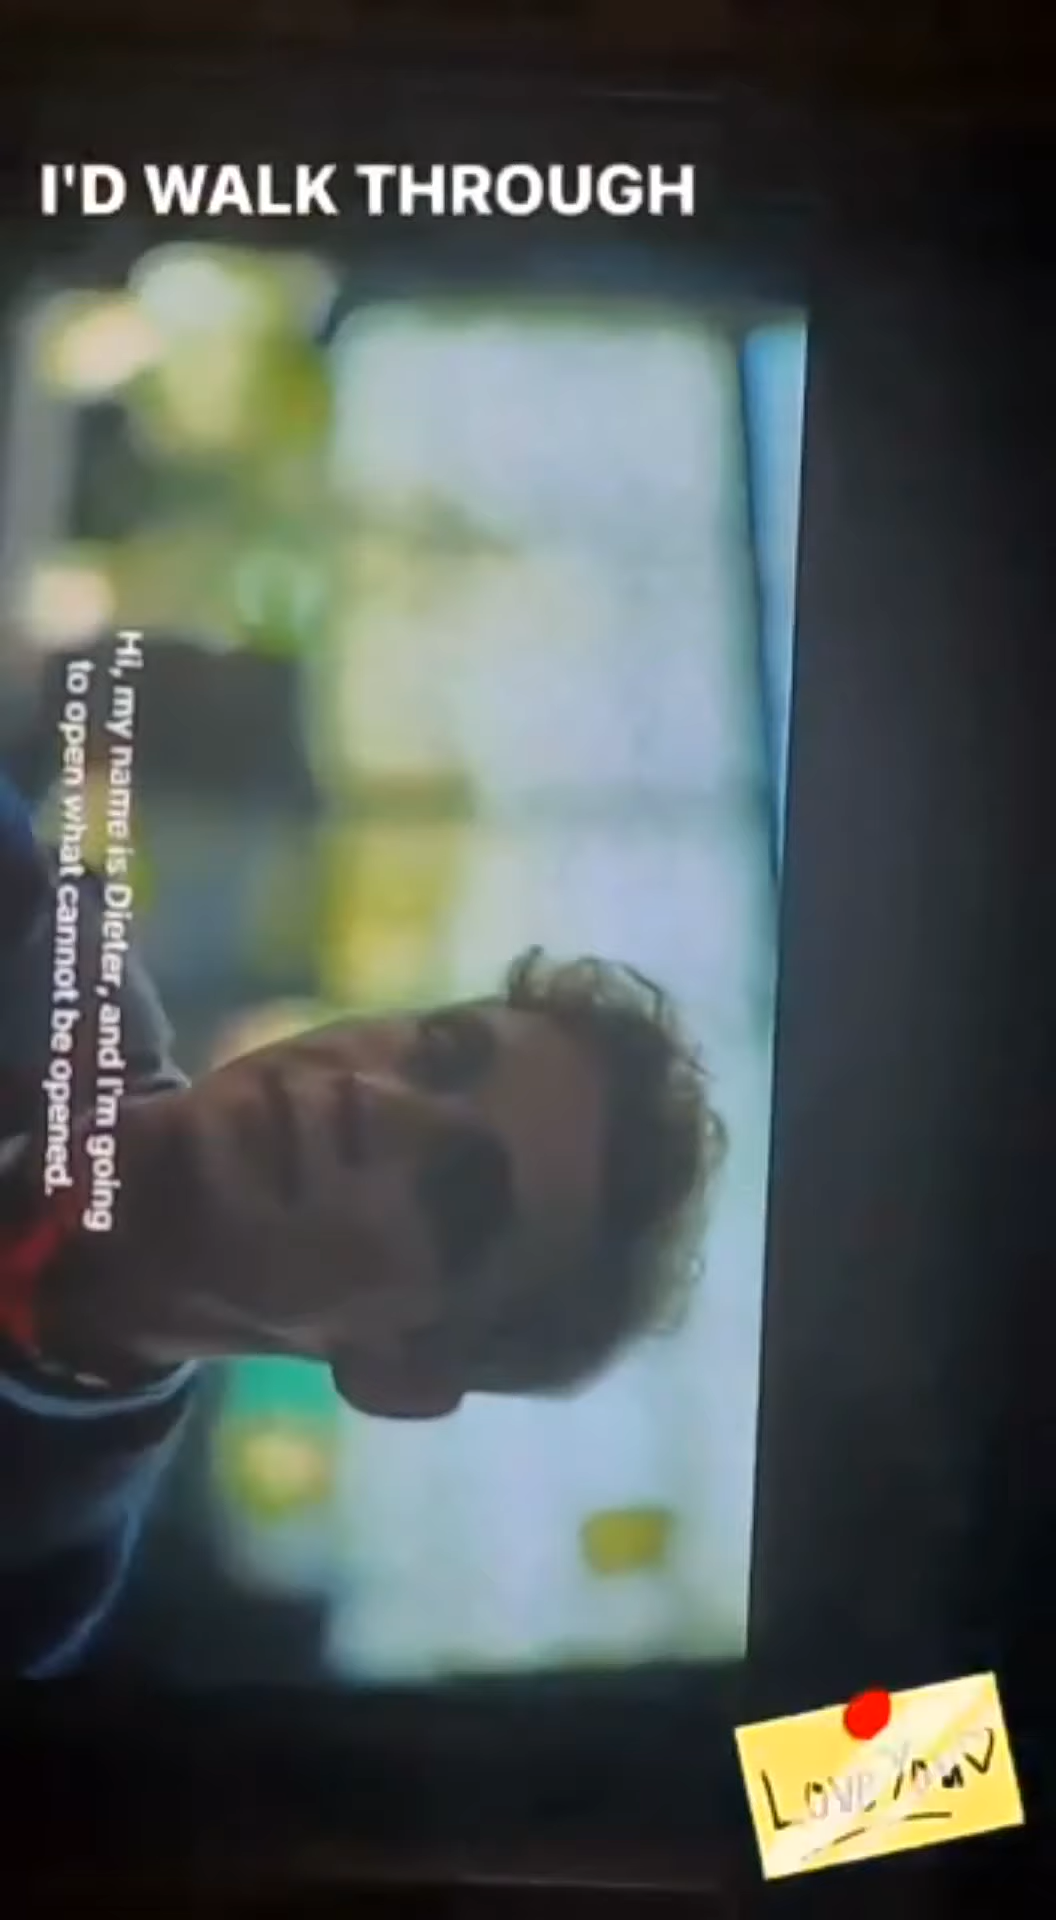 I'D WALK THROUGH
Hi, my name is Dieter, and I'm going
to open what cannot be opened.
Love You♡